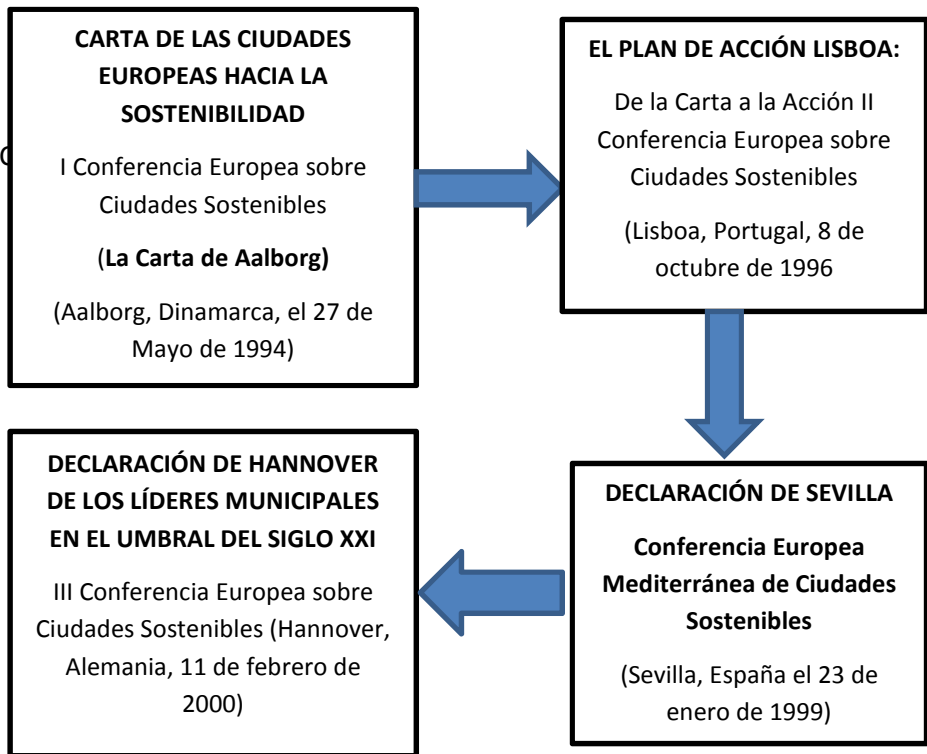 CARTA DE LAS CIUDADES
EUROPEAS HACIA LA
SOSTENIBILIDAD
I Conferencia Europea sobre
Ciudades Sostenibles
(La Carta de Aalborg)
(Aalborg, Dinamarca, el 27 de
Mayo de 1994)
EL PLAN DE ACCIÓN LISBOA:
De la Carta a la Acción II
Conferencia Europea sobre
Ciudades Sostenibles
(Lisboa, Portugal, 8 de
octubre de 1996
DECLARACIÓN DE SEVILLA
Conferencia Europea
Mediterránea de Ciudades
Sostenibles
(Sevilla, España el 23 de
enero de 1999)
DECLARACIÓN DE HANNOVER
DE LOS LÍDERES MUNICIPALES
EN EL UMBRAL DEL SIGLO XXI
III Conferencia Europea sobre
Ciudades Sostenibles (Hannover,
Alemania, 11 de febrero de
2000)